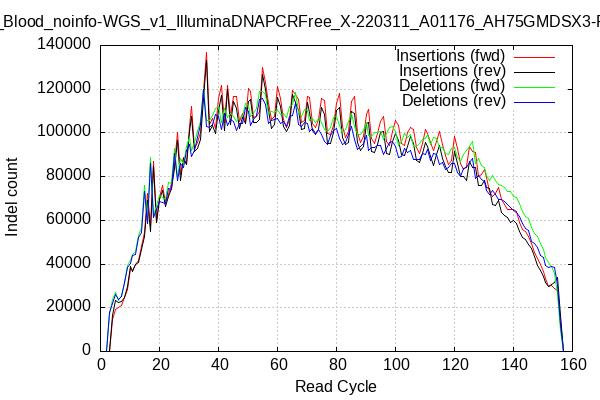 _Blood_noinfo-WGS_v1_IlluminaDNAPCRFree_X-220311_A01176_AH75GMDSX3-
Insertions (fwd)
Insertions (rev)
Deletions (fwd)
Deletions (rev)
140000
120000
100000
80000
60000
40000
20000
0
Indel count
0 20 40 60 80 100 120 140 160
Read Cycle